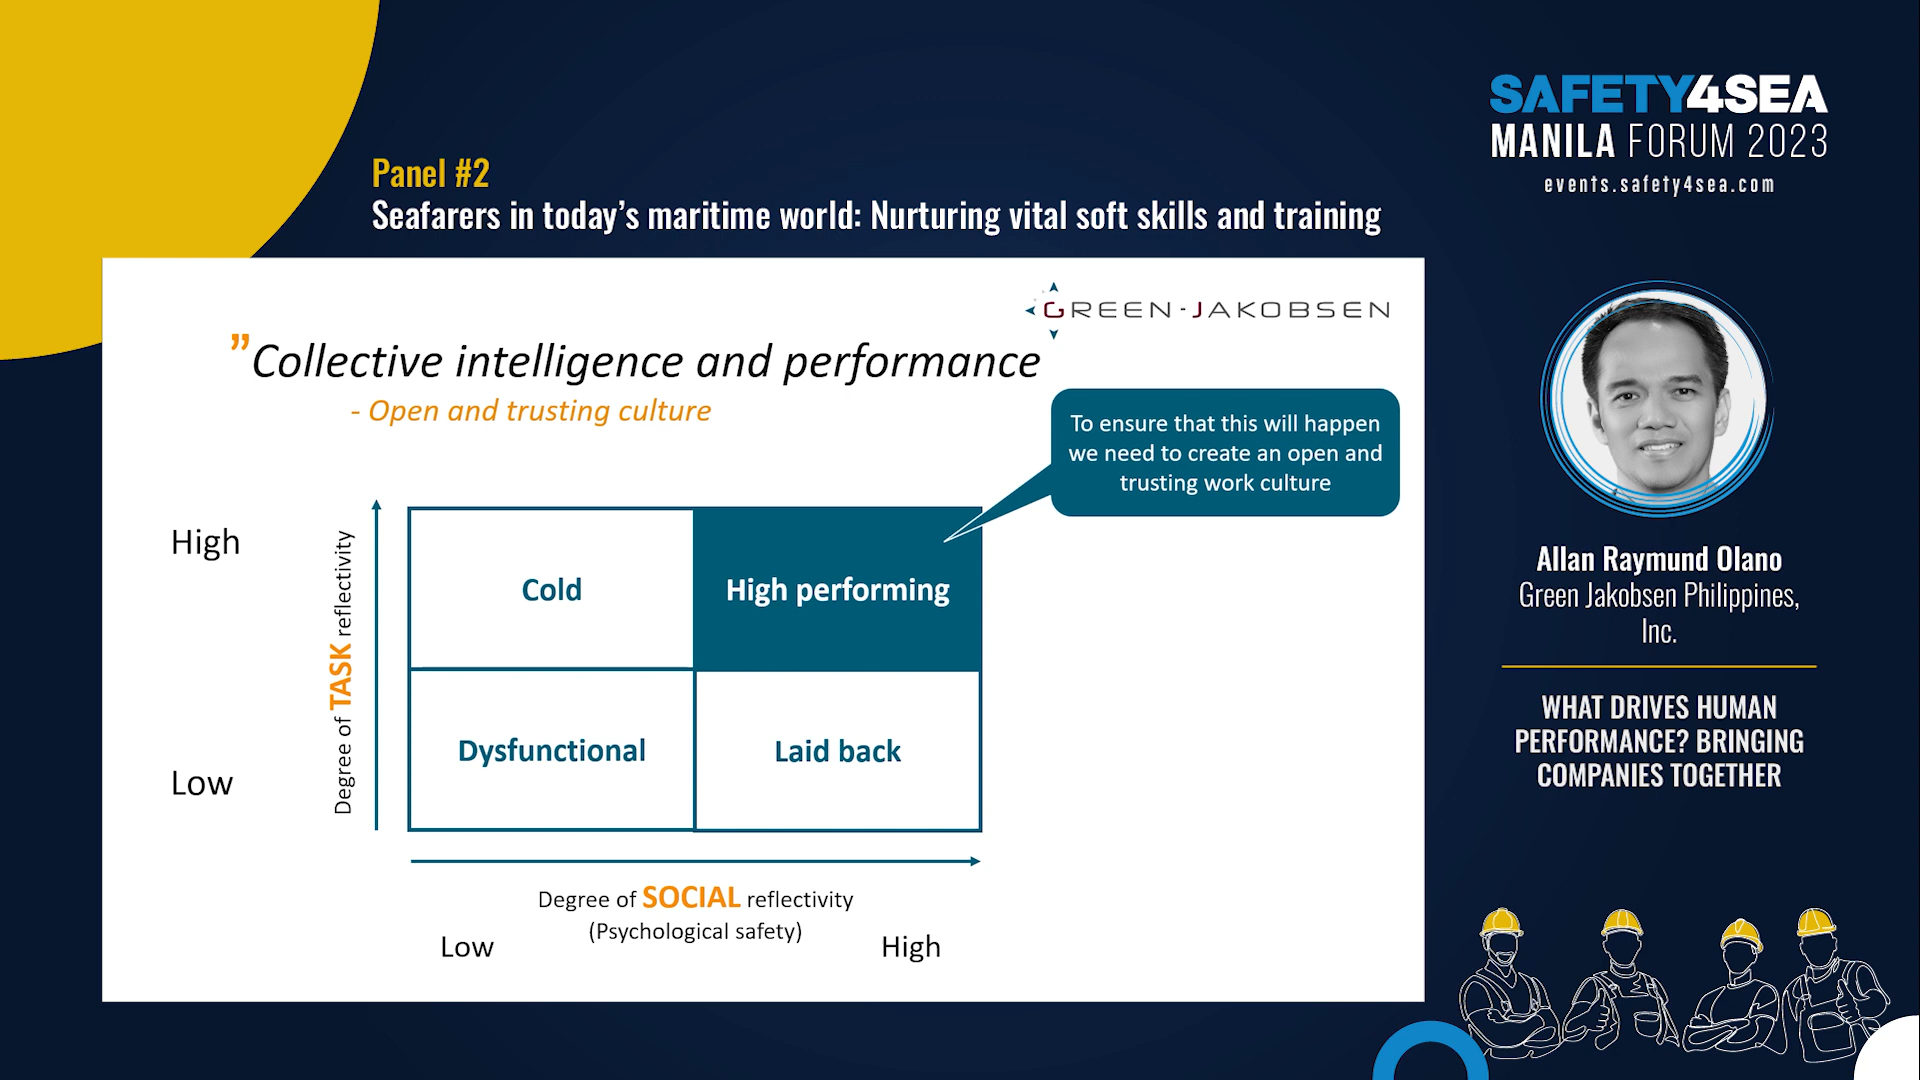 SAFETY4SEA
MANILA FORUM 2023
events.safety4sea.com
Panel #2
Seafarers in today’s maritime world: Nurturing vital soft skills and training
GREEN-JAKOBSEN
”Collective intelligence and performance
- Open and trusting culture
To ensure that this will happen
we need to create an open and
trusting work culture
High
Low
Degree of TASK reflectivity
Cold
High performing
Dysfunctional
Laid back
Degree of SOCIAL reflectivity
(Psychological safety)
Low
High
Allan Raymund Olano
Green Jakobsen Philippines,
Inc.
WHAT DRIVES HUMAN
PERFORMANCE? BRINGING
COMPANIES TOGETHER